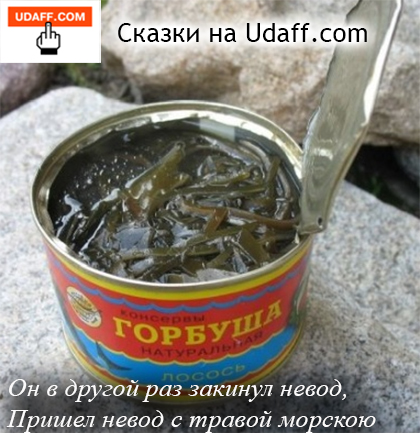 UDAFF.COM
Сказки на Udaff.com
КОНСЕРВЫ
ГОРБУША
НАТУРАЛЬНАЯ
ЛОСОСЬ
Он в другой раз закинул невод,
Пришел невод с травой морскою